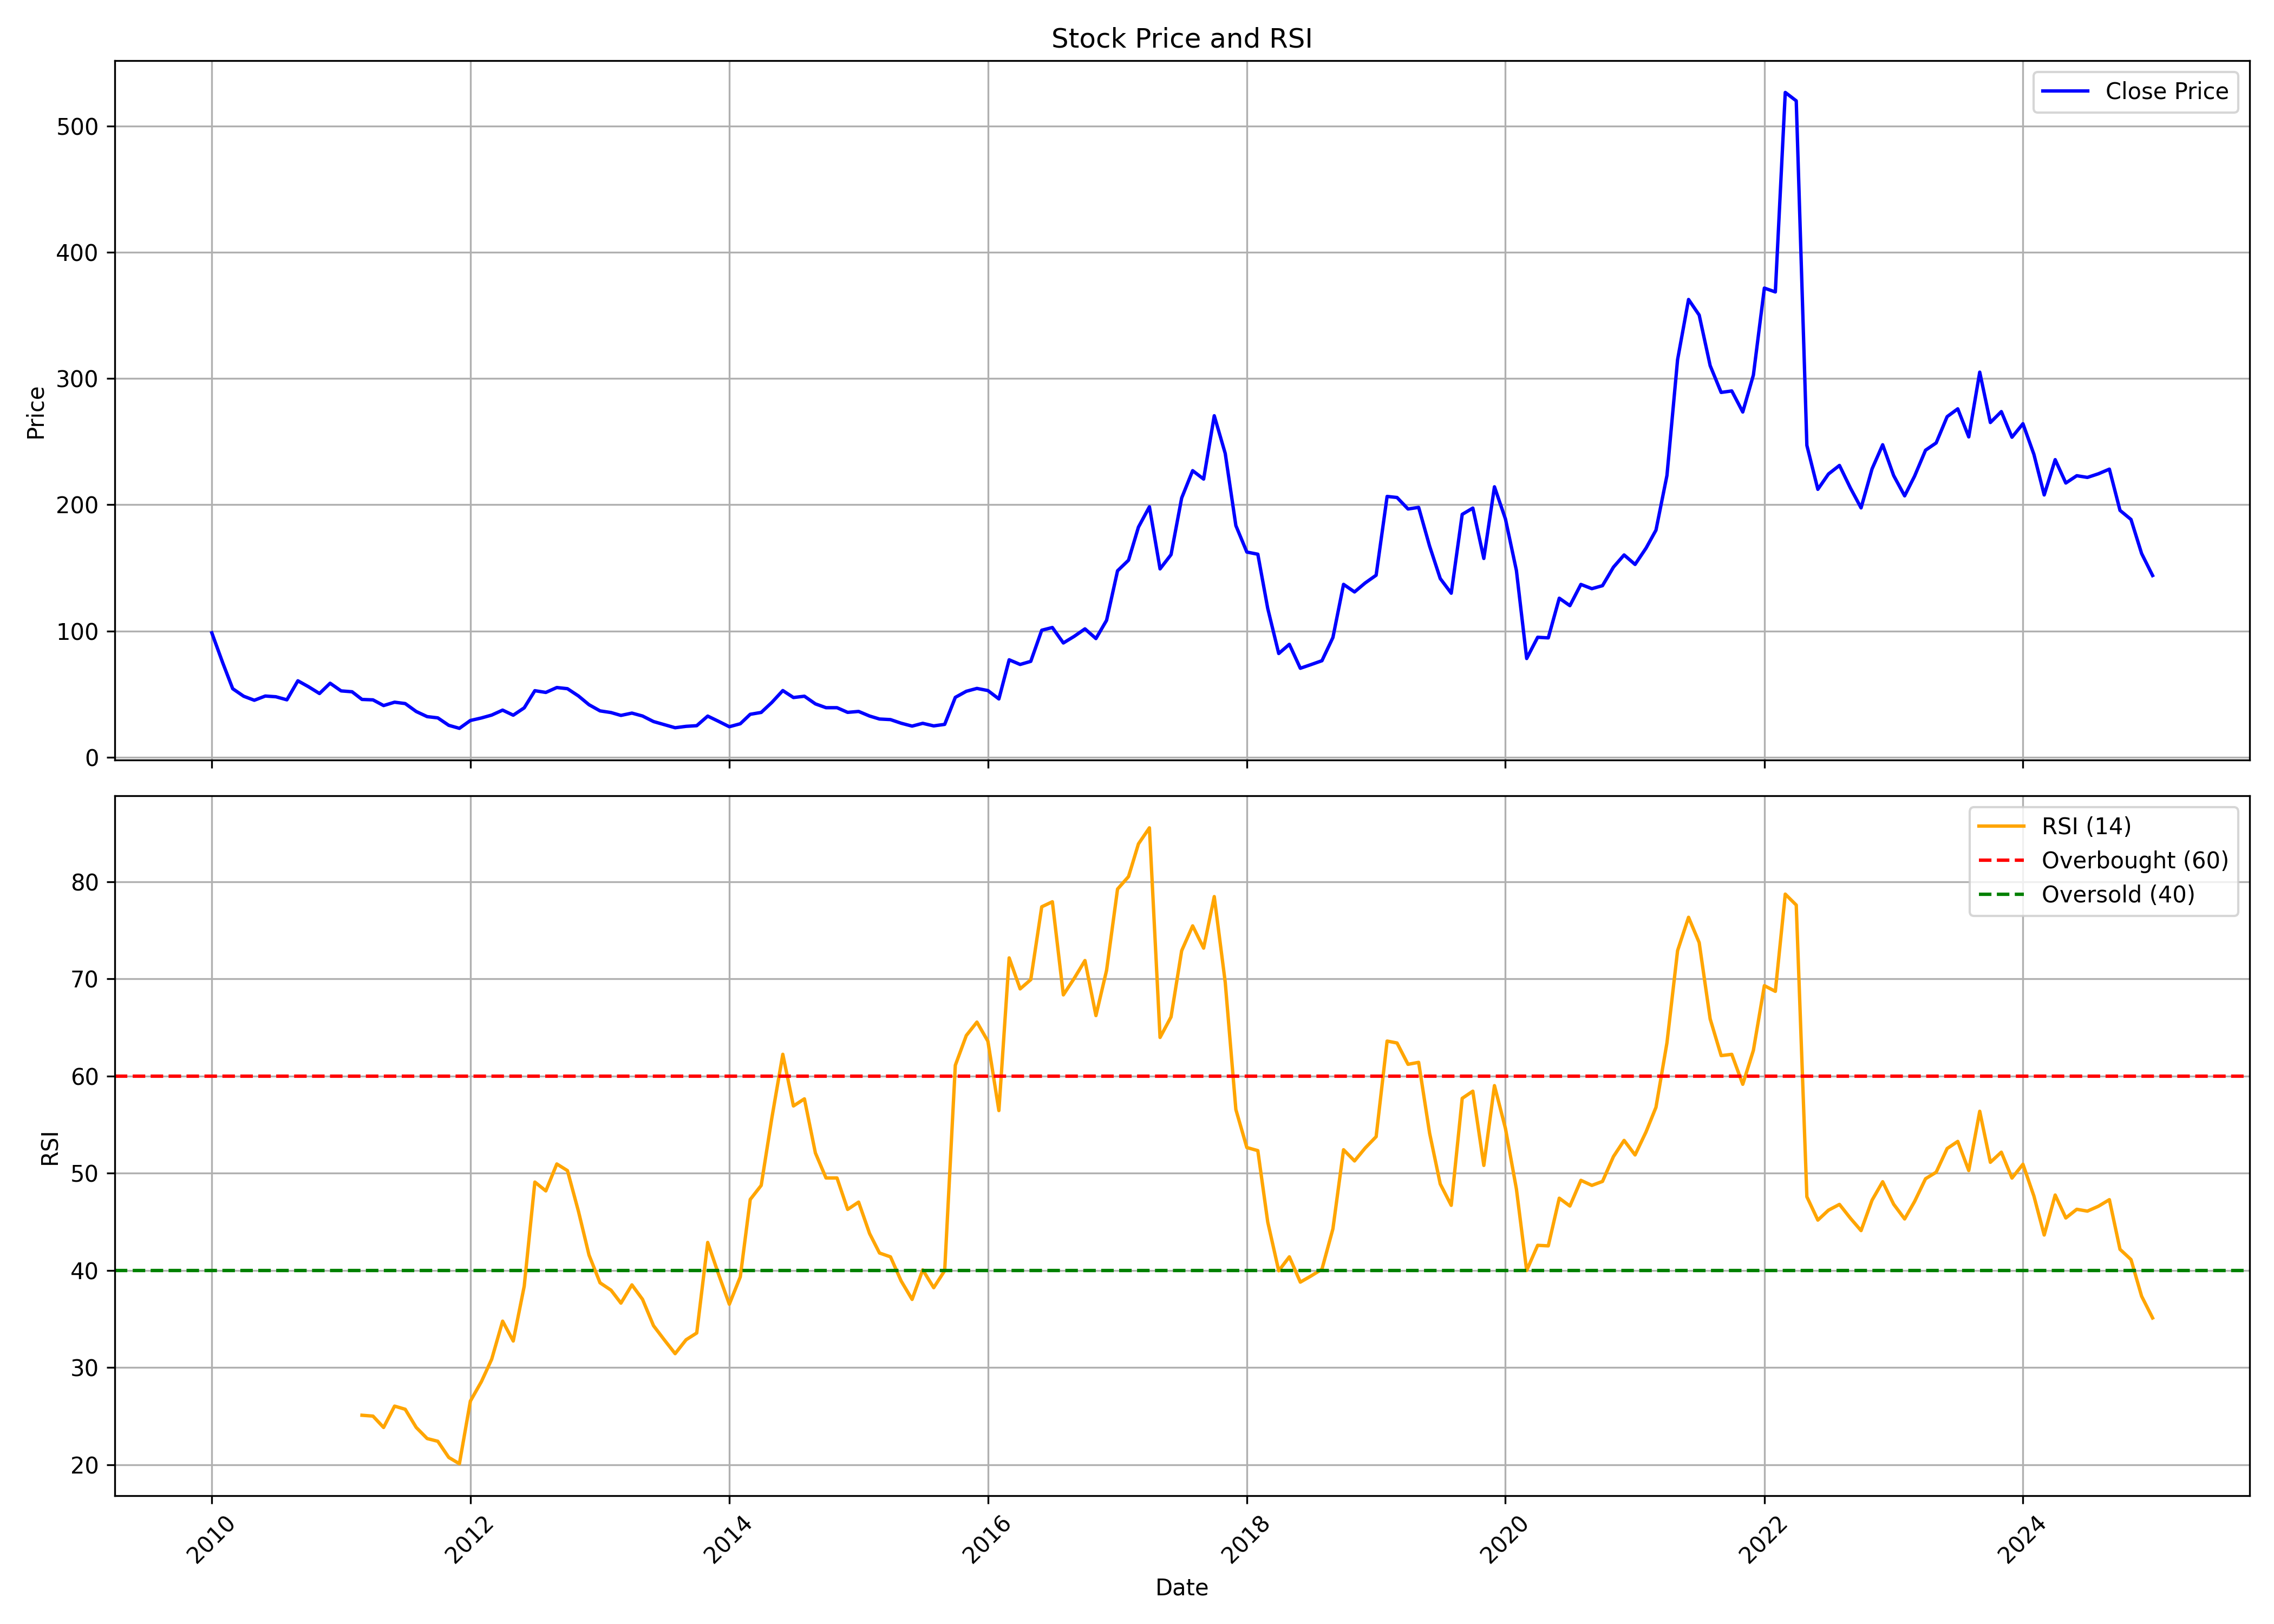 Stock Price and RSI
Close Price
500
400
300
200
100
0
Price
RSI (14)
Overbought (60)
Oversold (40)
80
70
60
50
40
30
20
RSI
2010 2012 2014 2016 2018 2020 2022 2024
Date